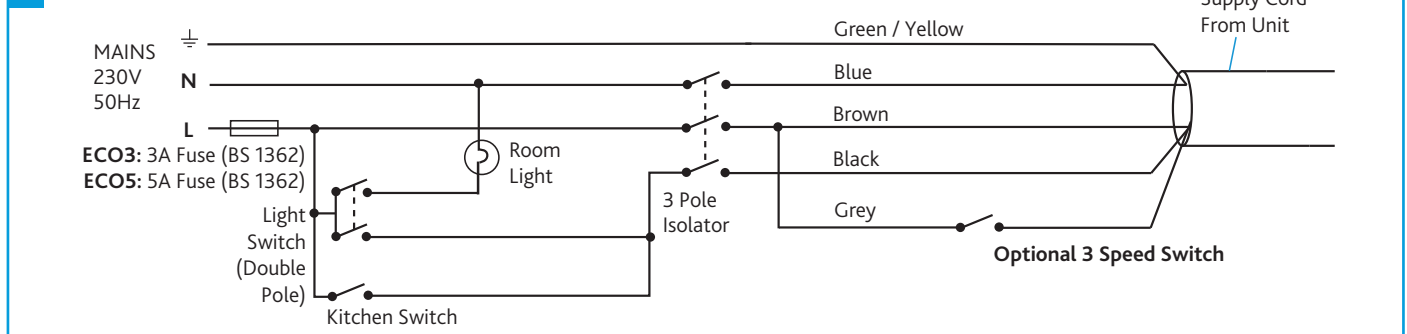 Supply Cord
From Unit
Green / Yellow
MAINS
230V
50Hz
N
Blue
L
Brown
ECO3: 3A Fuse (BS 1362)
ECO5: 5A Fuse (BS 1362)
Room
Light
Black
3 Pole
Isolator
Grey
Light
Switch
(Double
Pole)
Optional 3 Speed Switch
Kitchen Switch